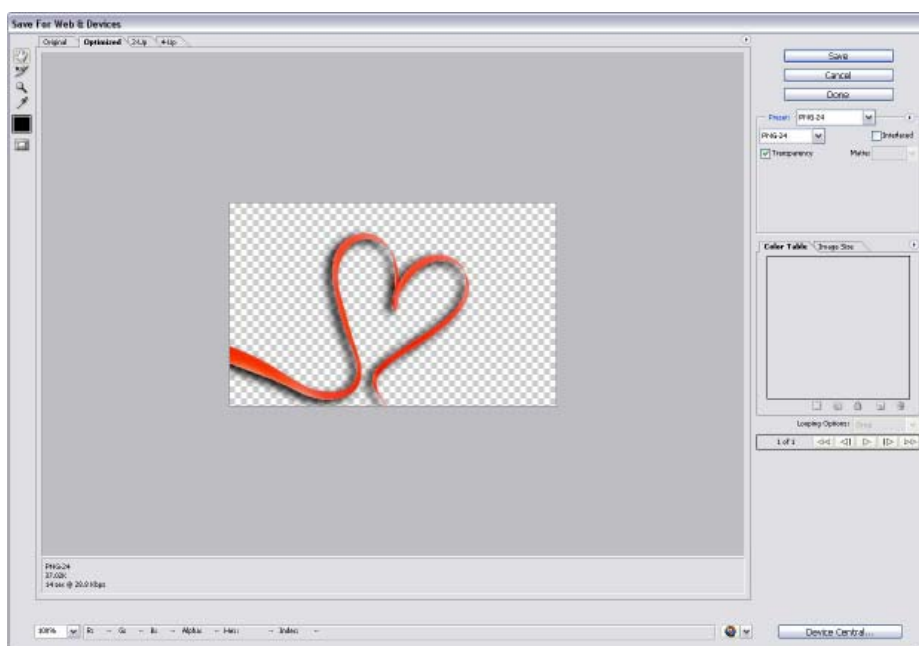 Save For Web & Devices
Original Optimized 2-Up 4-Up
Save
Cancel
Done
Preset: PNG-24
PNG-24 Interlaced
Transparency Matte:
Color Table Image Size
Looping Options:
1 of 1
PNG-24
37.02K
14 sec @ 28.8 Kbps
100% R: -- G: -- B: -- Alpha: -- Hex: -- Index: --
Device Central...